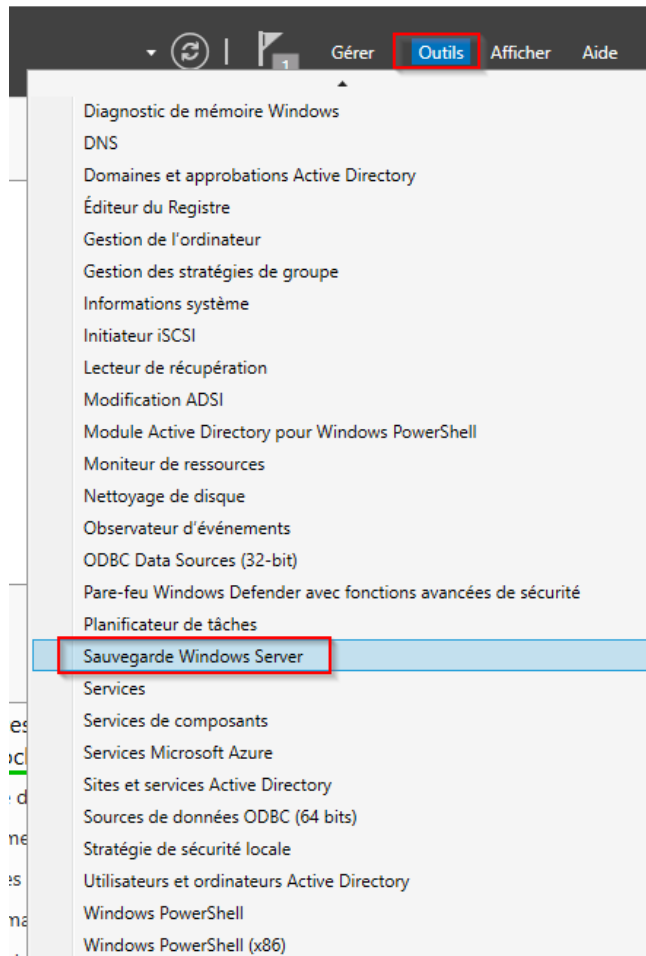 1
Gérer Outils Afficher Aide
Diagnostic de mémoire Windows
DNS
Domaines et approbations Active Directory
Éditeur du Registre
Gestion de l'ordinateur
Gestion des stratégies de groupe
Informations système
Initiateur iSCSI
Lecteur de récupération
Modification ADSI
Module Active Directory pour Windows PowerShell
Moniteur de ressources
Nettoyage de disque
Observateur d'événements
ODBC Data Sources (32-bit)
Pare-feu Windows Defender avec fonctions avancées de sécurité
Planificateur de tâches
Sauvegarde Windows Server
Services
Services de composants
Services Microsoft Azure
Sites et services Active Directory
Sources de données ODBC (64 bits)
Stratégie de sécurité locale
Utilisateurs et ordinateurs Active Directory
Windows PowerShell
Windows PowerShell (x86)